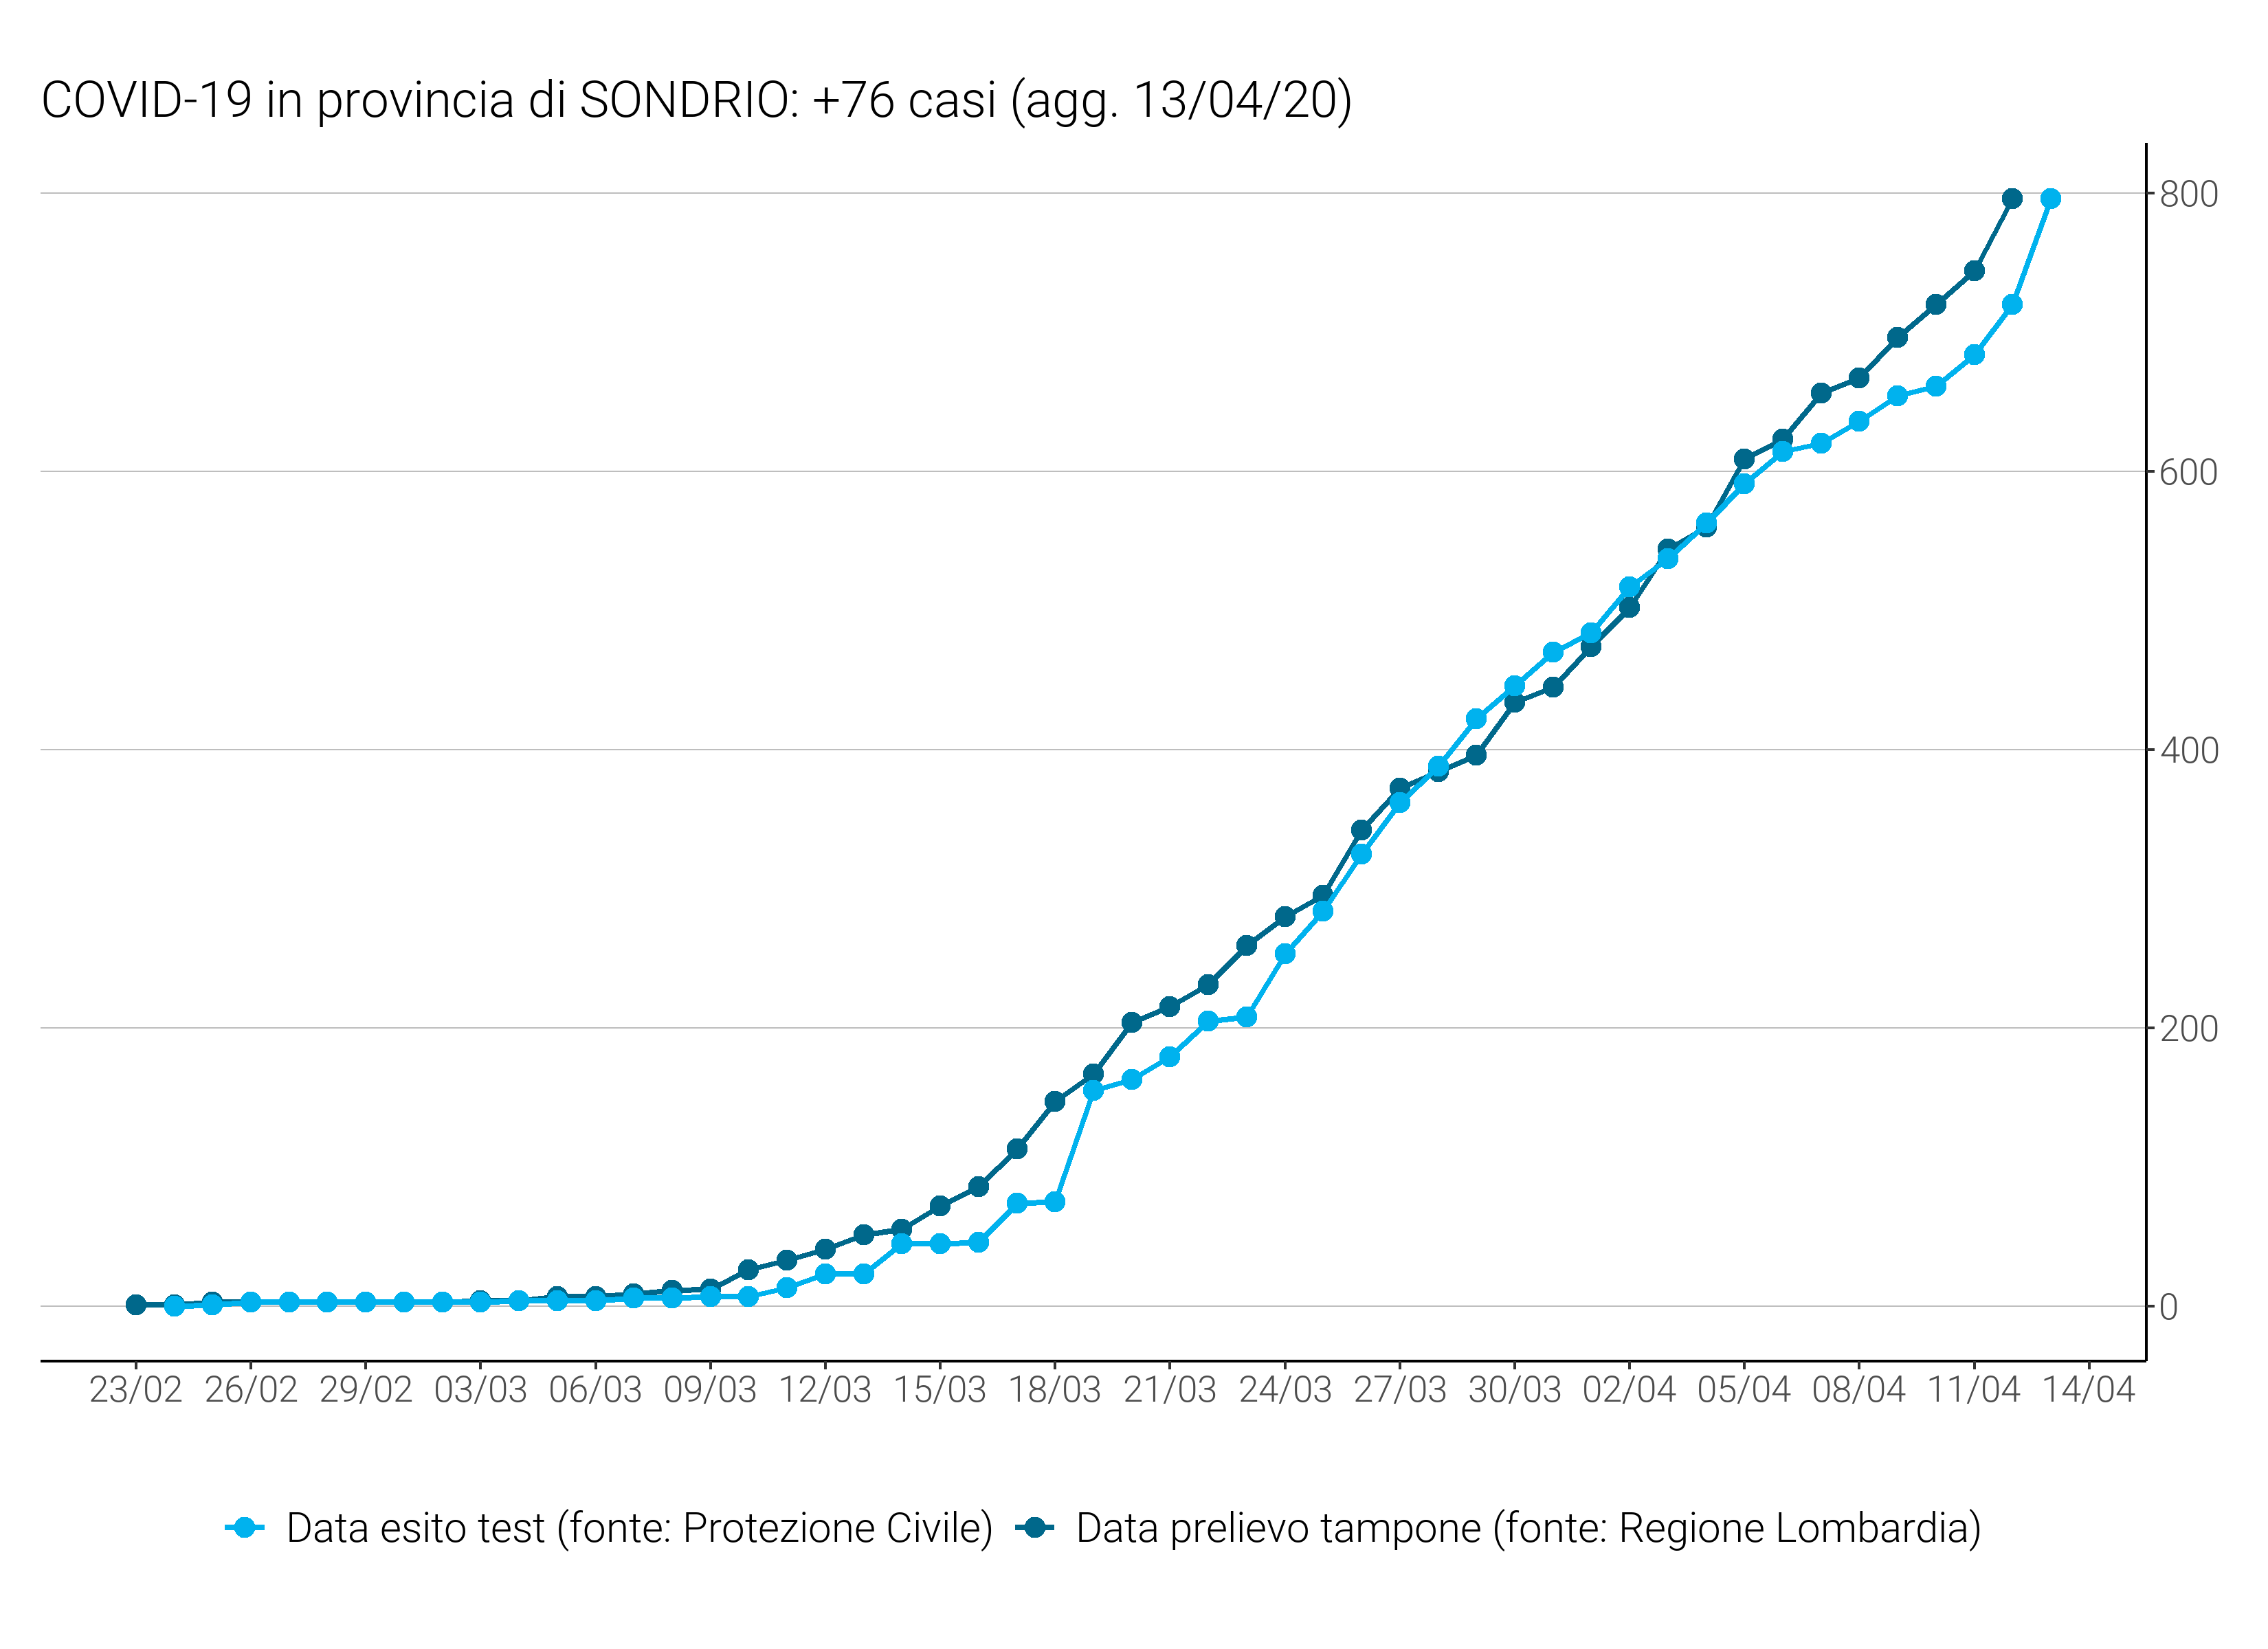 COVID-19 in provincia di SONDRIO: +76 casi (agg. 13/04/20)
800
600
400
200
0
23/02 26/02 29/02 03/03 06/03 09/03 12/03 15/03 18/03 21/03 24/03 27/03 30/03 02/04 05/04 08/04 11/04 14/04
Data esito test (fonte: Protezione Civile) Data prelievo tampone (fonte: Regione Lombardia)